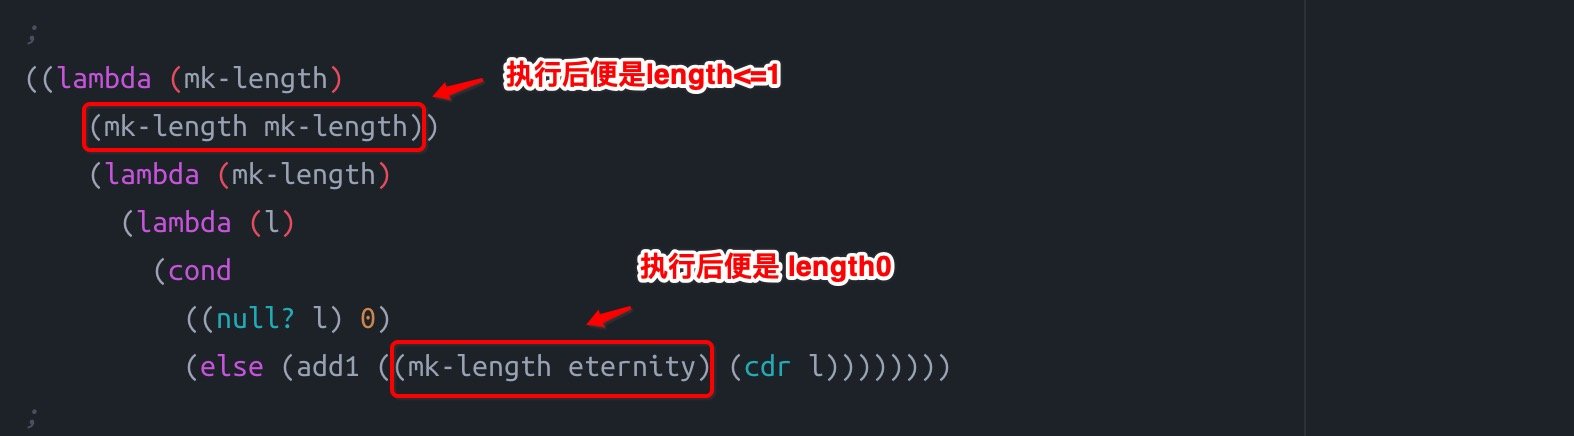 ;
((lambda (mk-length)
执行后便是length<=1
(mk-length mk-length))
(lambda (mk-length)
(lambda (l)
(cond
执行后便是 length0
((null? l) 0)
(else (add1 ((mk-length eternity) (cdr l))))))))
;